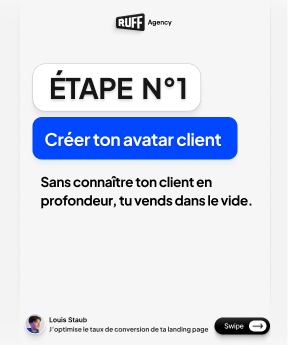 RUFF Agency
ÉTAPE N°1
Créer ton avatar client
Sans connaître ton client en
profondeur, tu vends dans le vide.
Louis Staub
J'optimise le taux de conversion de ta landing page
Swipe